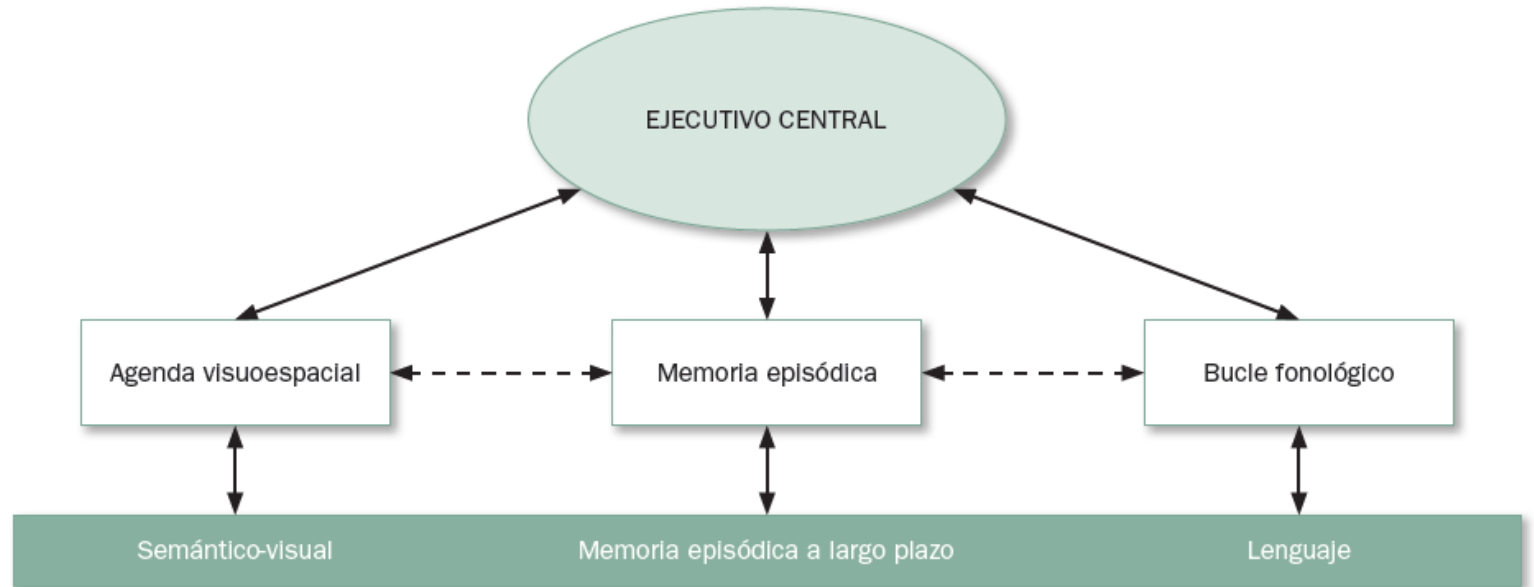 EJECUTIVO CENTRAL
Agenda visuoespacial
Memoria episódica
Bucle fonológico
Semántico-visual
Memoria episódica a largo plazo
Lenguaje